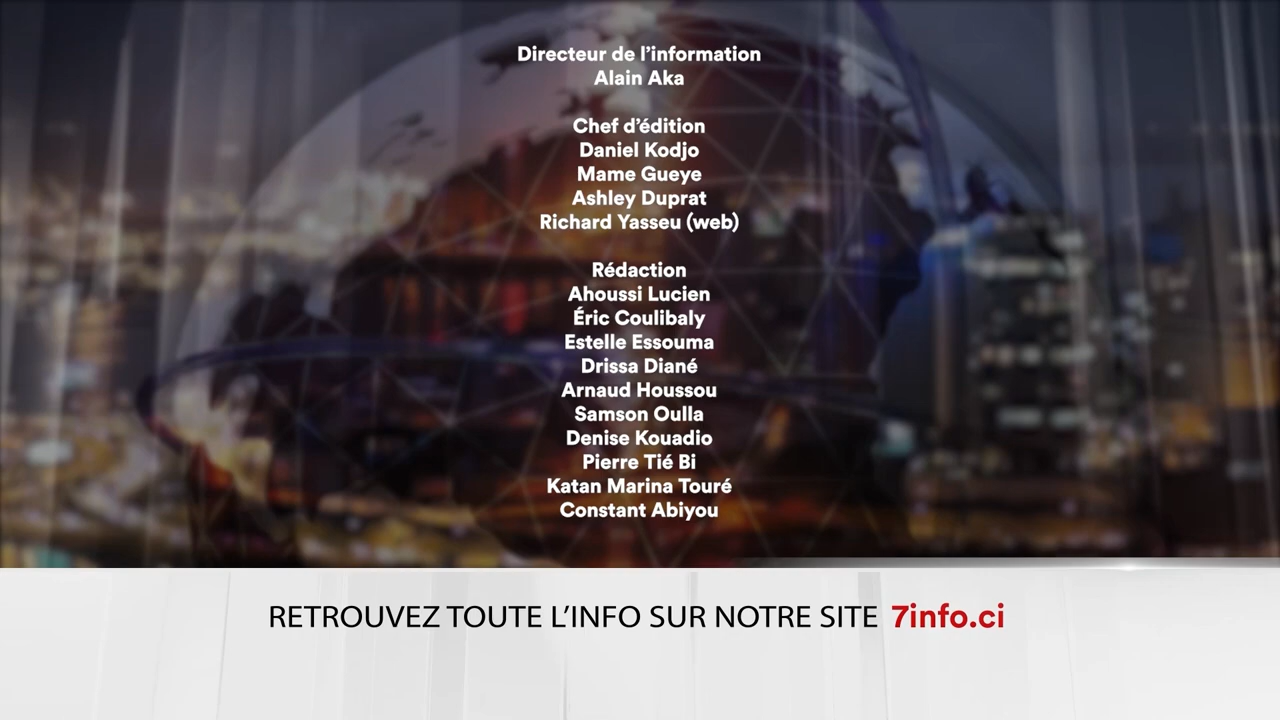 Directeur de l’information
Alain Aka
Chef d’édition
Daniel Kodjo
Mame Gueye
Ashley Duprat
Richard Yasseu (web)
Rédaction
Ahoussi Lucien
Éric Coulibaly
Estelle Essouma
Drissa Diané
Arnaud Houssou
Samson Oulla
Denise Kouadio
Pierre Tié Bi
Katan Marina Touré
Constant Abiyou
RETROUVEZ TOUTE L’INFO SUR NOTRE SITE 7info.ci